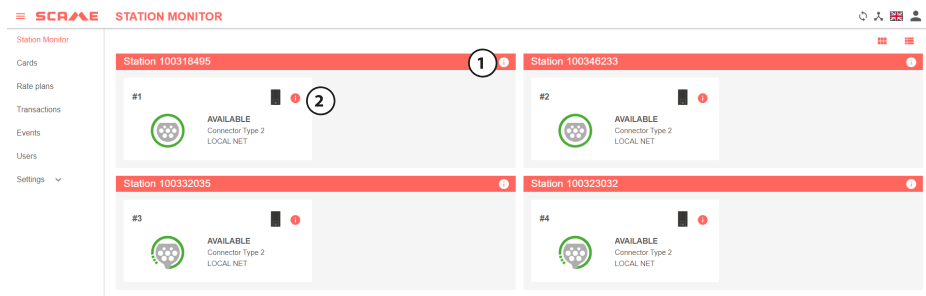 SCAME STATION MONITOR
Station Monitor
Cards
Rate plans
Transactions
Events
Users
Settings
Station 100318495 1
#1 2
AVAILABLE
Connector Type 2
LOCAL NET
Station 100346233
#2
AVAILABLE
Connector Type 2
LOCAL NET
Station 100332035
#3
AVAILABLE
Connector Type 2
LOCAL NET
Station 100323032
#4
AVAILABLE
Connector Type 2
LOCAL NET